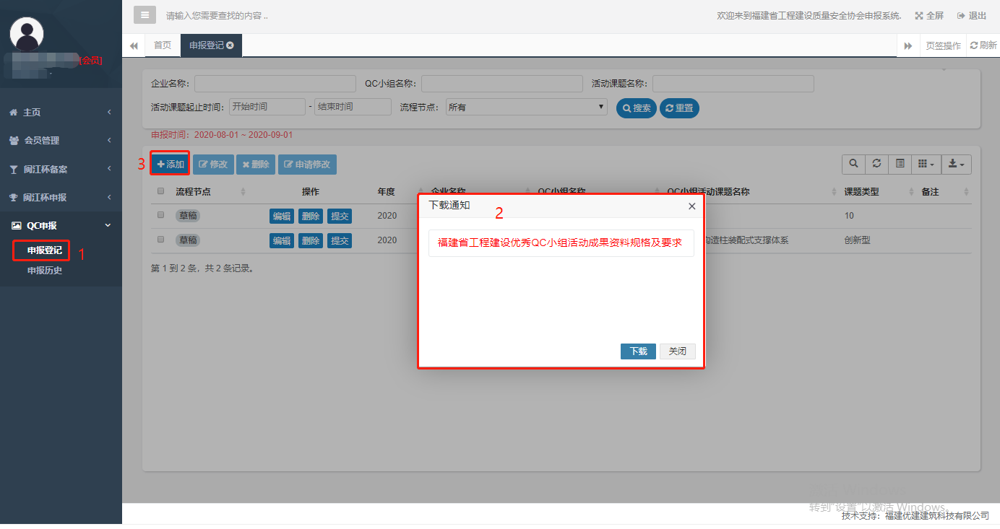 请输入您需要查找的内容 ..
欢迎来到福建省工程建设质量安全协会申报系统.
全屏
退出
[会员]
首页
申报登记
页签操作
刷新
主页
会员管理
闽江杯备案
闽江杯申报
QC申报
申报登记
1
申报历史
企业名称：
QC小组名称：
活动课题名称：
活动课题起止时间：
开始时间
-
结束时间
流程节点：
所有
搜索
重置
申报时间：2020-08-01 ~ 2020-09-01
3
添加
修改
删除
申请修改
流程节点
操作
年度
企业名称
QC小组名称
QC小组活动课题名称
课题类型
备注
草稿
编辑
删除
提交
2020
10
草稿
编辑
删除
提交
2020
构造柱装配式支撑体系
创新型
第 1 到 2 条，共 2 条记录。
下载通知
2
福建省工程建设优秀QC小组活动成果资料规格及要求
下载
关闭
转到"设置"以激活 Windows。
技术支持：福建优建建筑科技有限公司